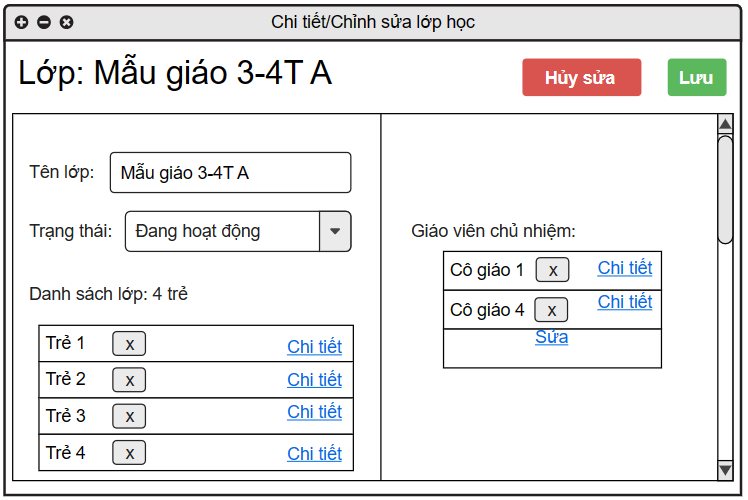 Chi tiết/Chỉnh sửa lớp học
Lớp: Mẫu giáo 3-4T A
Hủy sửa
Lưu
Tên lớp: Mẫu giáo 3-4T A
Trạng thái: Đang hoạt động
Danh sách lớp: 4 trẻ
Trẻ 1 x Chi tiết
Trẻ 2 x Chi tiết
Trẻ 3 x Chi tiết
Trẻ 4 x Chi tiết
Giáo viên chủ nhiệm:
Cô giáo 1 x Chi tiết
Cô giáo 4 x Chi tiết
Sứa